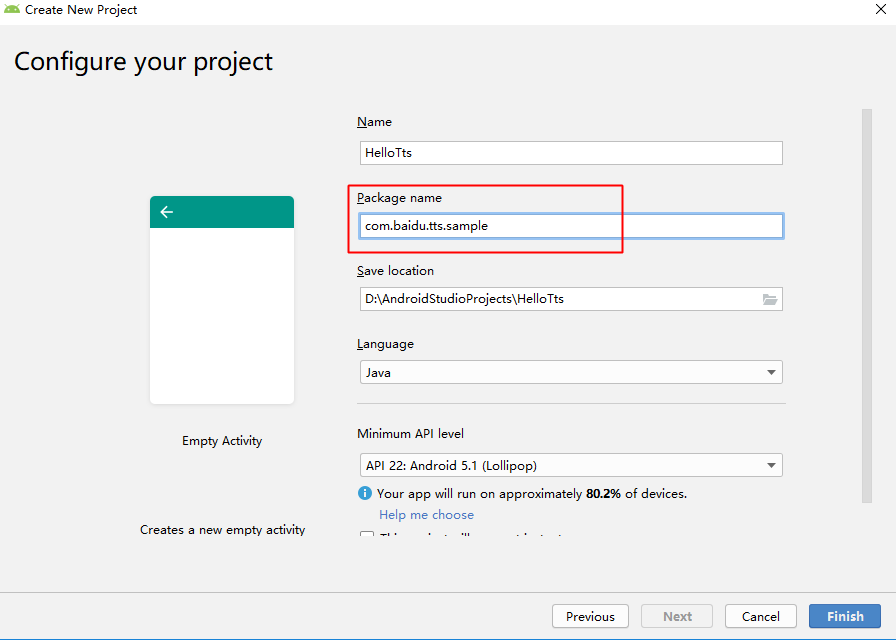 Create New Project
Configure your project
Name
HelloTts
Package name
com.baidu.tts.sample
Save location
D:\AndroidStudioProjects\HelloTts
Language
Java
Empty Activity
Minimum API level
API 22: Android 5.1 (Lollipop)
Your app will run on approximately 80.2% of devices.
Help me choose
Creates a new empty activity
Previous
Next
Cancel
Finish